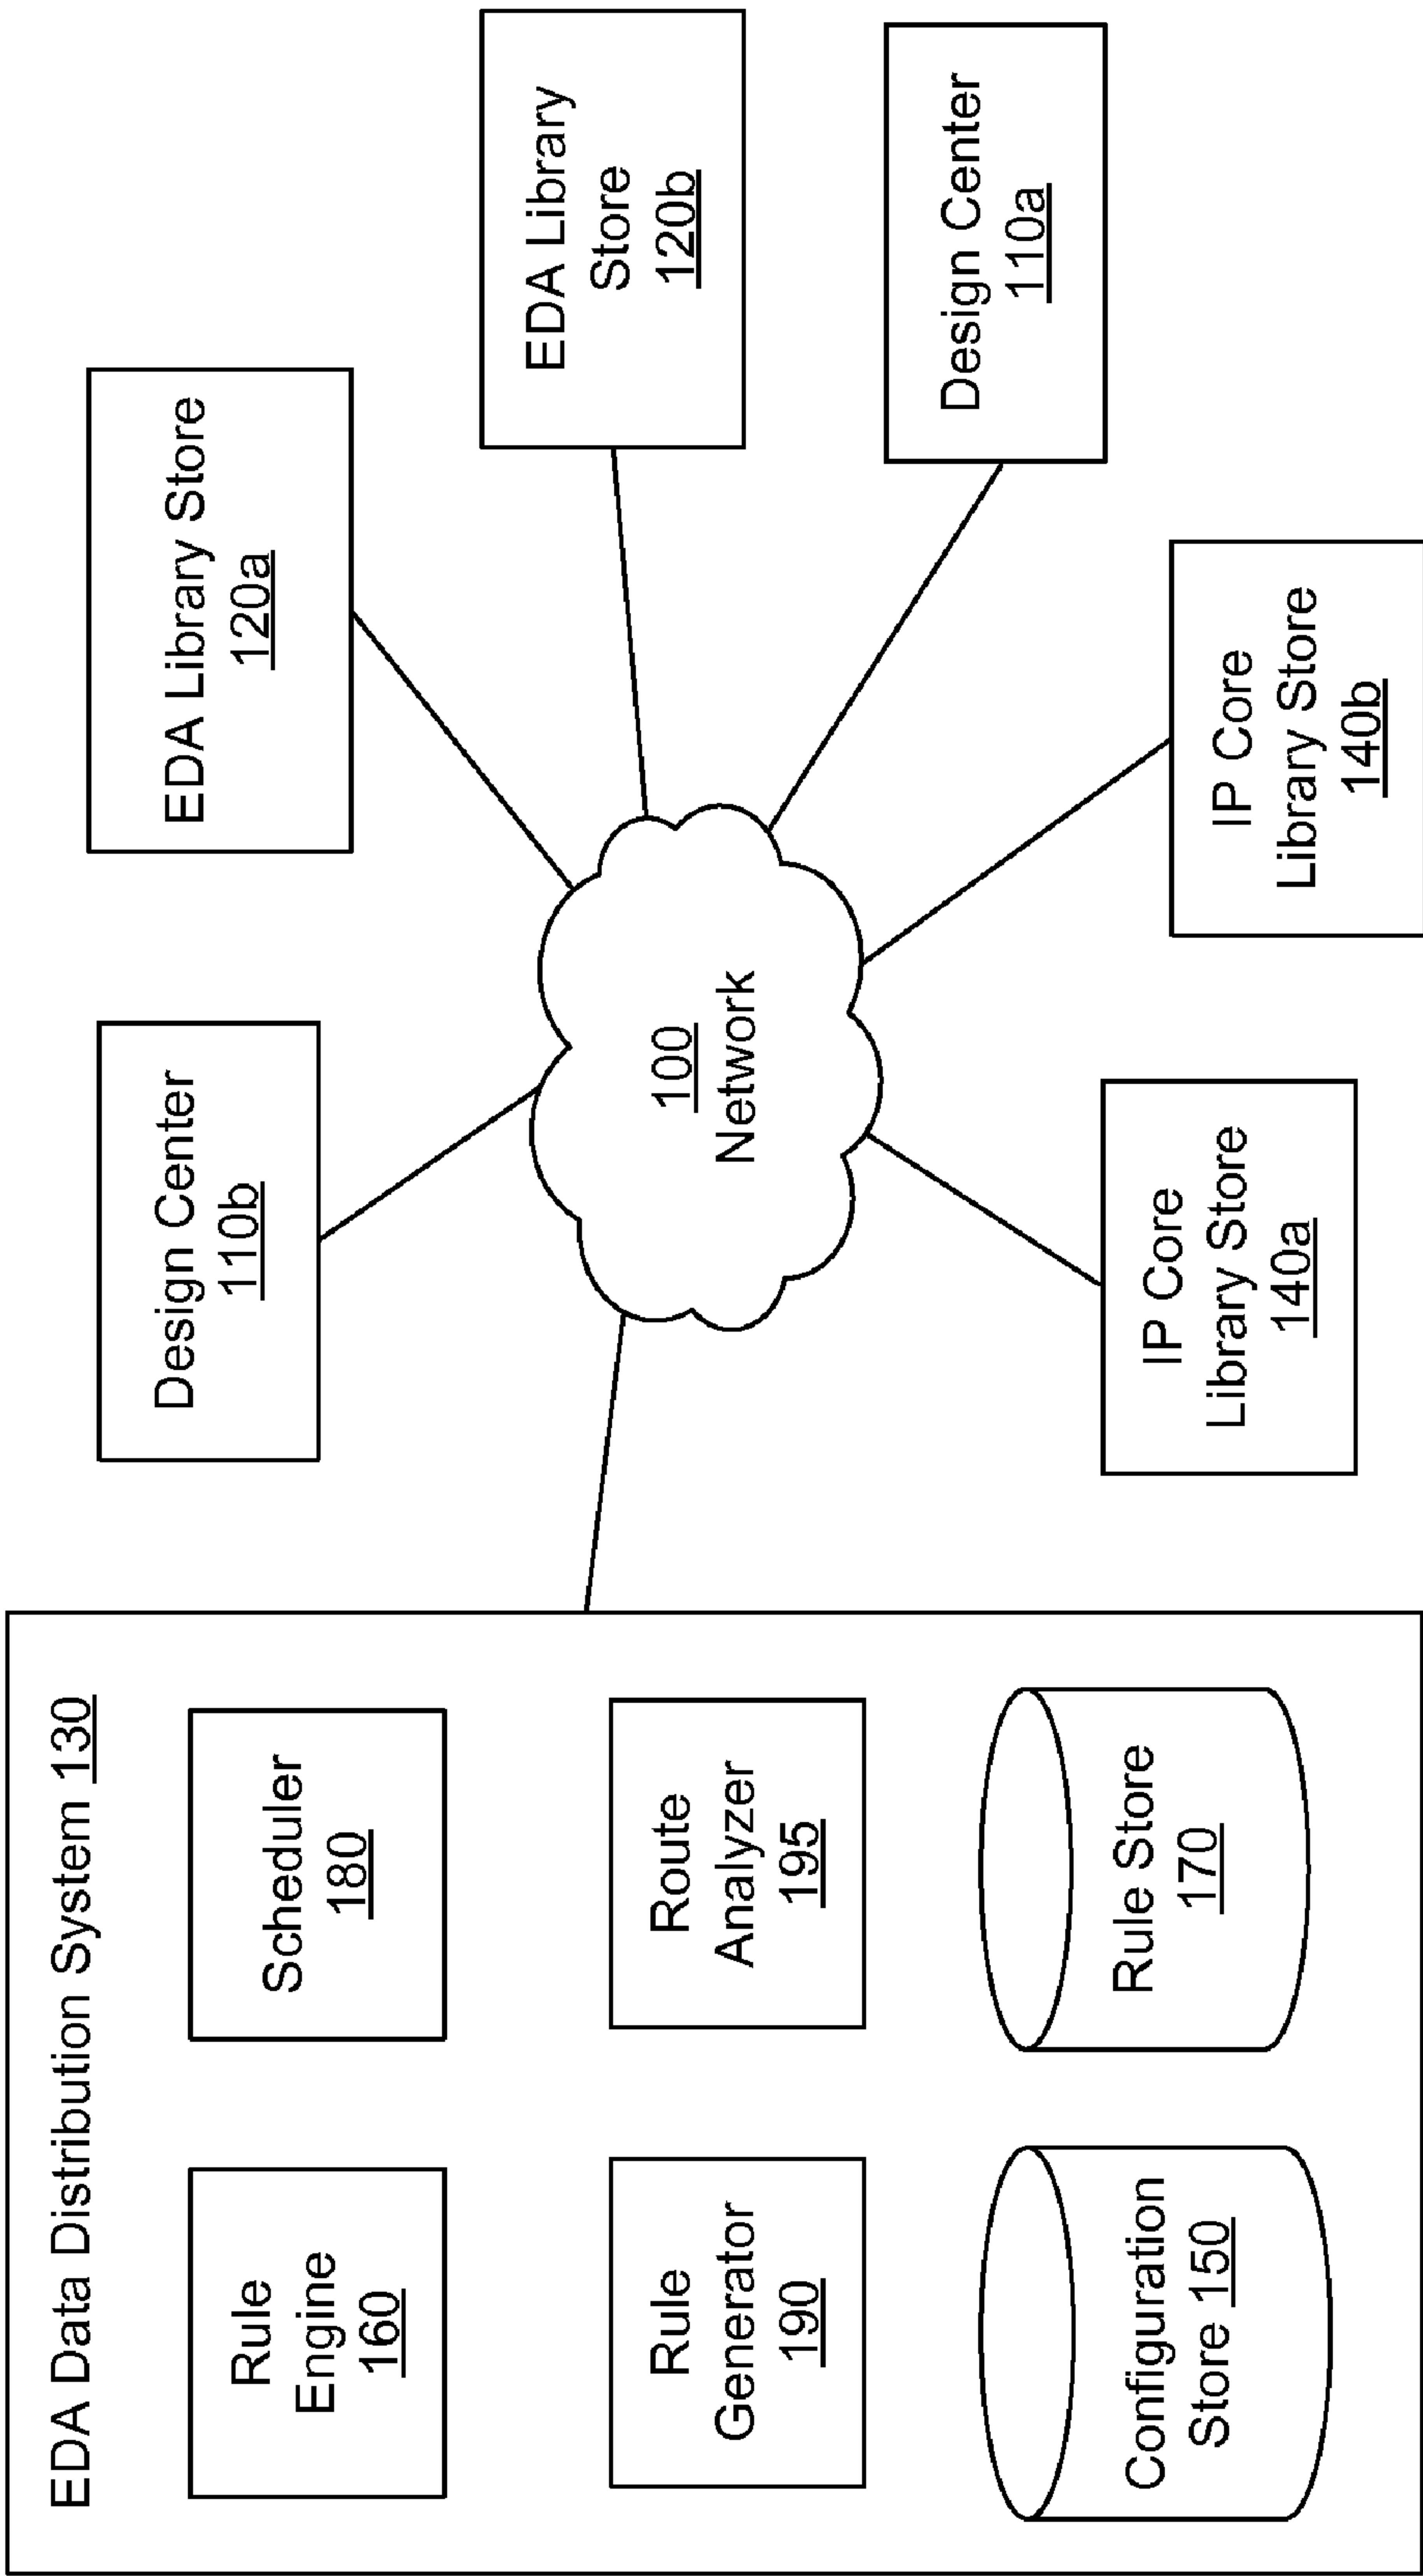 EDA Data Distribution System 130
Rule
Engine
160
Scheduler
180
Rule
Generator
190
Route
Analyzer
195
Configuration
Store 150
Rule Store
170
Design Center
110b
EDA Library Store
120a
EDA Library
Store
120b
100
Network
Design Center
110a
IP Core
Library Store
140a
IP Core
Library Store
140b